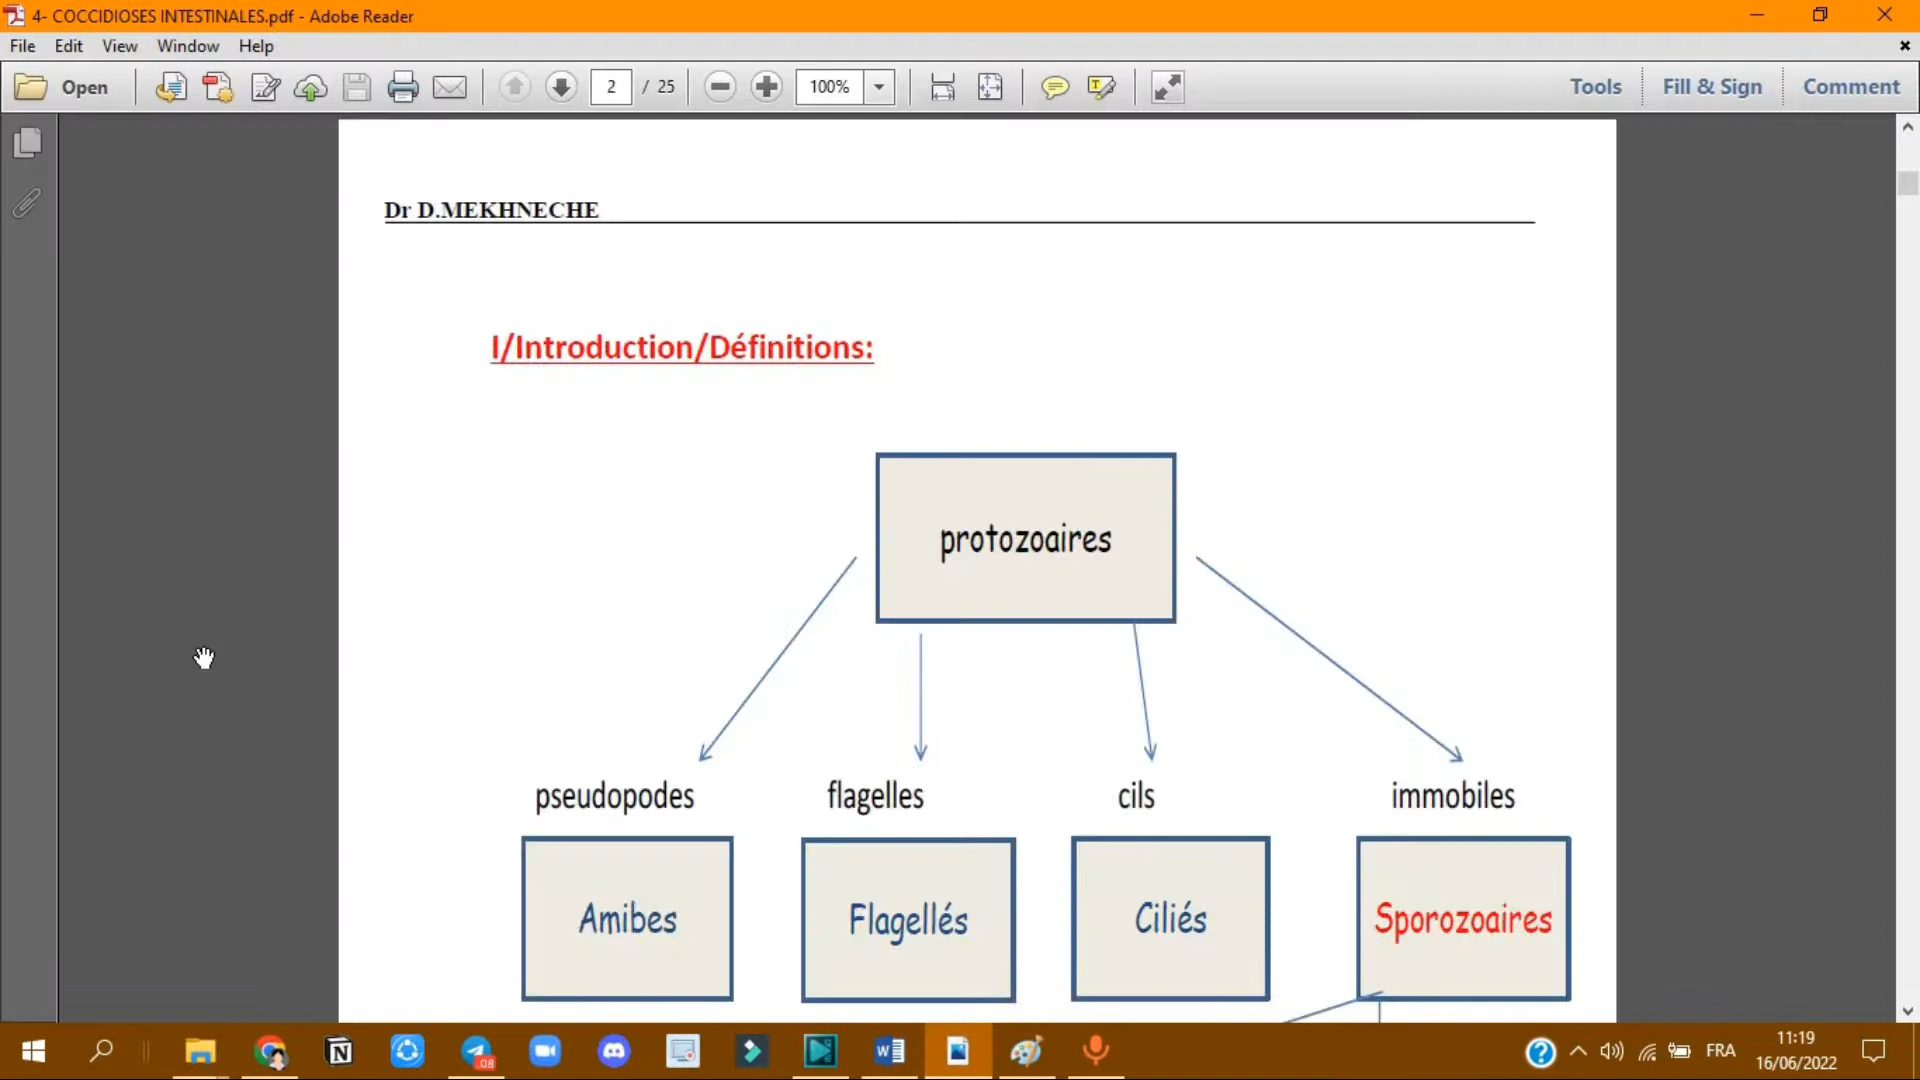 4- COCCIDIOSES INTESTINALES.pdf - Adobe Reader
File Edit View Window Help
Open 2 / 25 100% Tools Fill & Sign Comment
Dr D.MEKHNECHE
I/Introduction/Définitions:
protozoaires
pseudopodes flagelles cils immobiles
Amibes Flagellés Ciliés Sporozoaires
FRA 11:19
16/06/2022